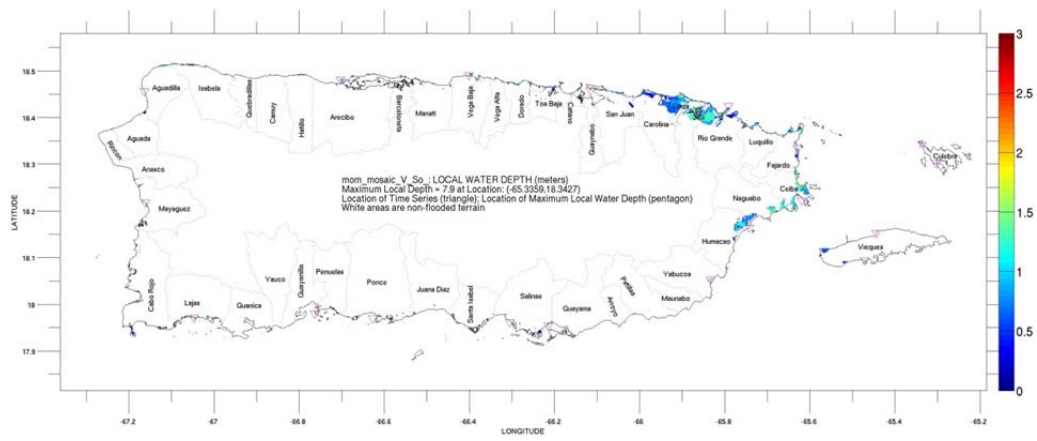 3
18.5
Aguadilla
Isabela
Quebradillas
Camuy
Hatillo
Arecibo
Barceloneta
Manati
Vega Baja
Vega Alta
Dorado
Toa Baja
Catano
Guaynabo
San Juan
Carolina
Rio Grande
Luquillo
Fajardo
Ceiba
Naguabo
Humacao
Culebra
Vieques
2.5
18.4
Aguada
Rincon
Anasco
18.3
2
mom_mosaic_V_So_: LOCAL WATER DEPTH (meters)
Maximum Local Depth = 7.9 at Location: (-65.3359,18.3427)
Location of Time Series (triangle); Location of Maximum Local Water Depth (pentagon)
White areas are non-flooded terrain
LATITUDE
Mayaguez
18.2
1.5
18.1
1
Cabo Rojo
Lajas
Guanica
Yauco
Guayanilla
Penuelas
Ponce
Juana Diaz
Santa Isabel
Salinas
Guayama
Arroyo
Patillas
Maunabo
Yabucoa
18
0.5
17.9
0
-67.2
-67
-66.8
-66.6
-66.4
-66.2
-66
-65.8
-65.6
-65.4
-65.2
LONGITUDE